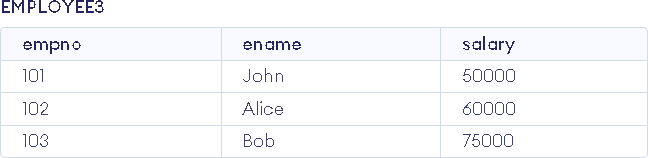 EMPLOYEE3
empno ename salary
101 John 50000
102 Alice 60000
103 Bob 75000